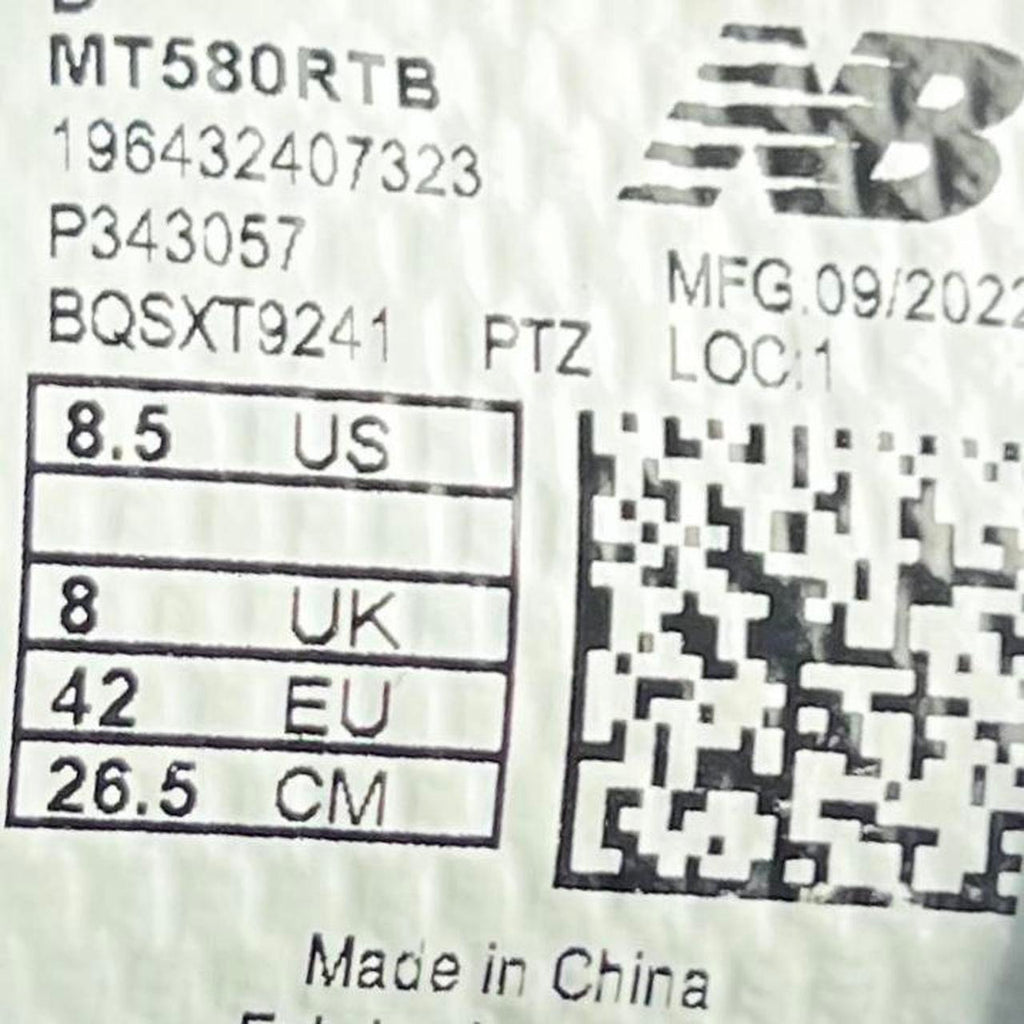 D
MT580RTB
196432407323
P343057
BQSXT9241 PTZ
NB
MFG:09/2022
LOC:1
8.5 US
8 UK
42 EU
26.5 CM
Made in China